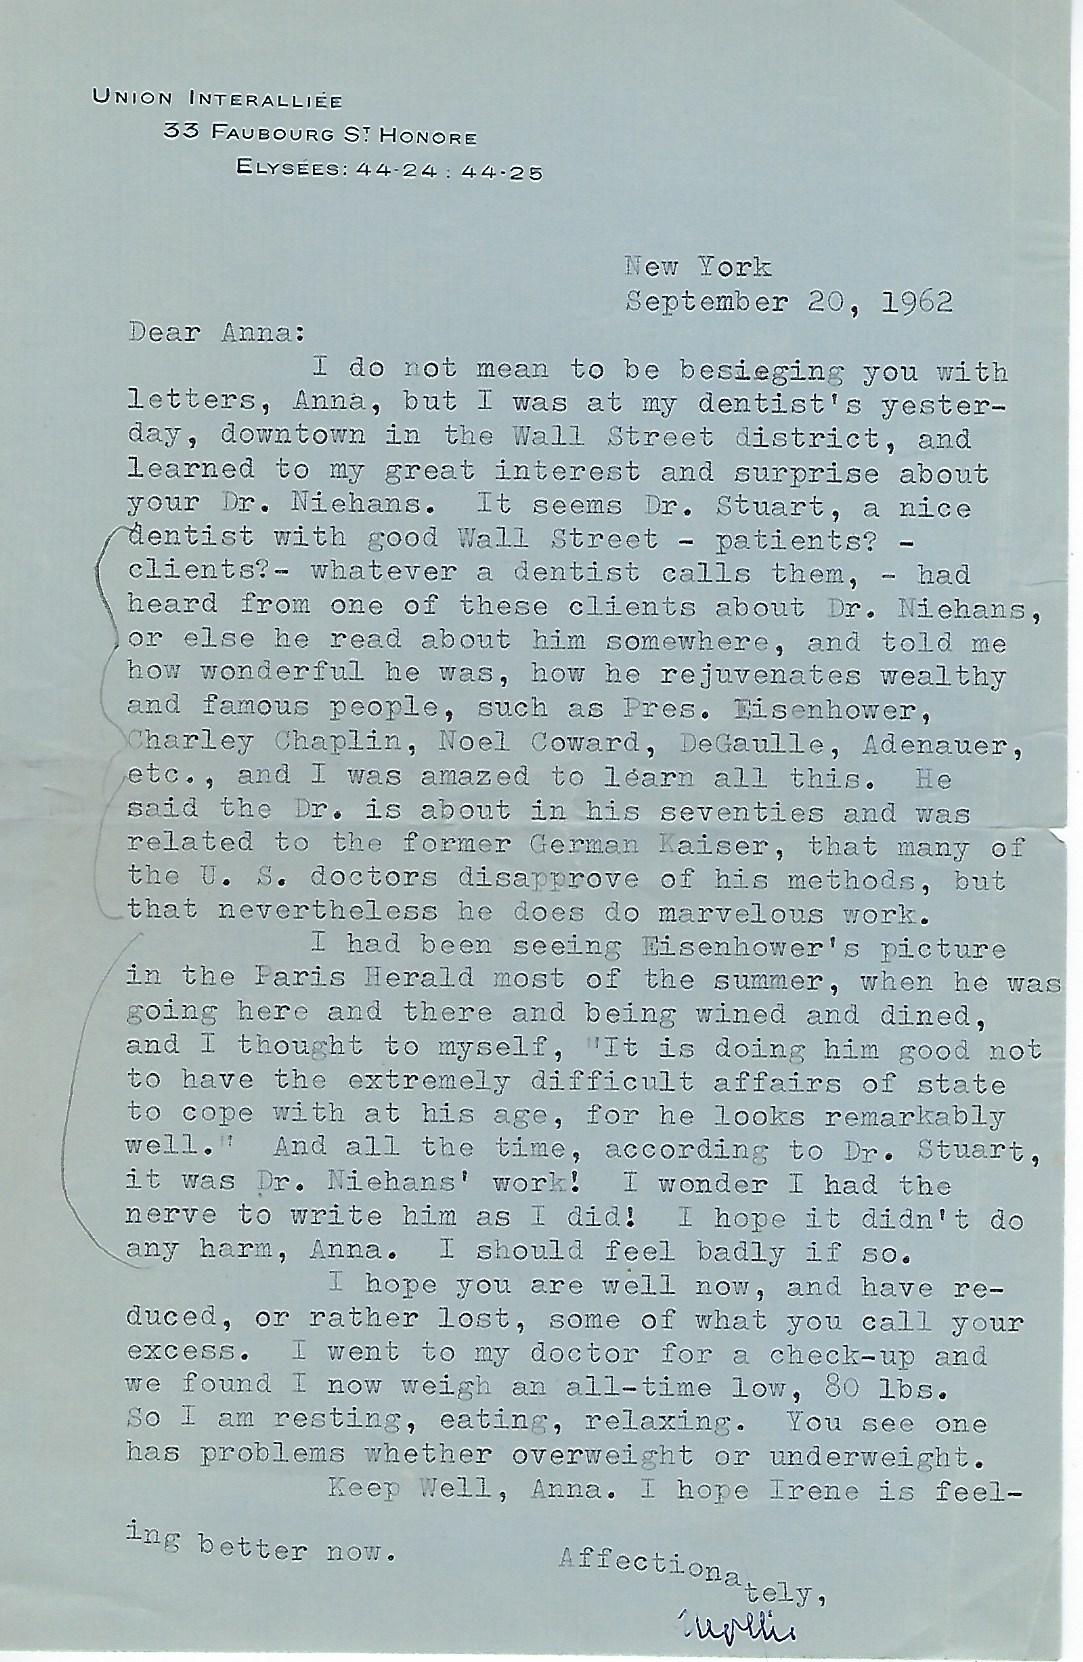 UNION INTERALLIÉE
33 FAUBOURG ST HONORE
ELYSÉES: 44-24 : 44-25
New York
September 20, 1962
Dear Anna:
I do not mean to be besieging you with
letters, Anna, but I was at my dentist's yester-
day, downtown in the Wall Street district, and
learned to my great interest and surprise about
your Dr. Niehans. It seems Dr. Stuart, a nice
dentist with good Wall Street - patients? -
clients?- whatever a dentist calls them, - had
heard from one of these clients about Dr. Niehans,
or else he read about him somewhere, and told me
how wonderful he was, how he rejuvenates wealthy
and famous people, such as Pres. Eisenhower,
Charley Chaplin, Noel Coward, DeGaulle, Adenauer,
etc., and I was amazed to learn all this. He
said the Dr. is about in his seventies and was
related to the former German Kaiser, that many of
the U. S. doctors disapprove of his methods, but
that nevertheless he does do marvelous work.
I had been seeing Eisenhower's picture
in the Paris Herald most of the summer, when he was
going here and there and being wined and dined,
and I thought to myself, "It is doing him good not
to have the extremely difficult affairs of state
to cope with at his age, for he looks remarkably
well." And all the time, according to Dr. Stuart,
it was Dr. Niehans' work! I wonder I had the
nerve to write him as I did! I hope it didn't do
any harm, Anna. I should feel badly if so.
I hope you are well now, and have re-
duced, or rather lost, some of what you call your
excess. I went to my doctor for a check-up and
we found I now weigh an all-time low, 80 lbs.
So I am resting, eating, relaxing. You see one
has problems whether overweight or underweight.
Keep Well, Anna. I hope Irene is feel-
ing better now.
Affectionately,
Mollie